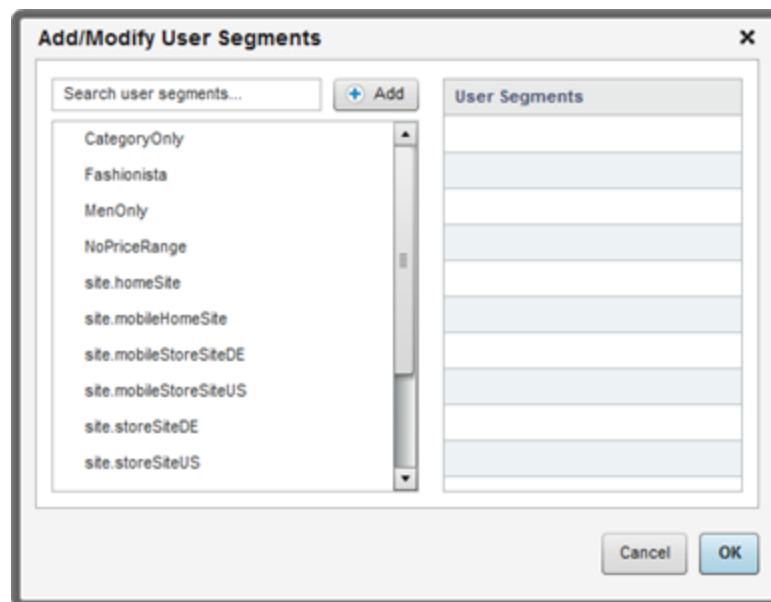 Add/Modify User Segments
Search user segments...
Add
User Segments
CategoryOnly
Fashionista
MenOnly
NoPriceRange
site.homeSite
site.mobileHomeSite
site.mobileStoreSiteDE
site.mobileStoreSiteUS
site.storeSiteDE
site.storeSiteUS
Cancel
OK